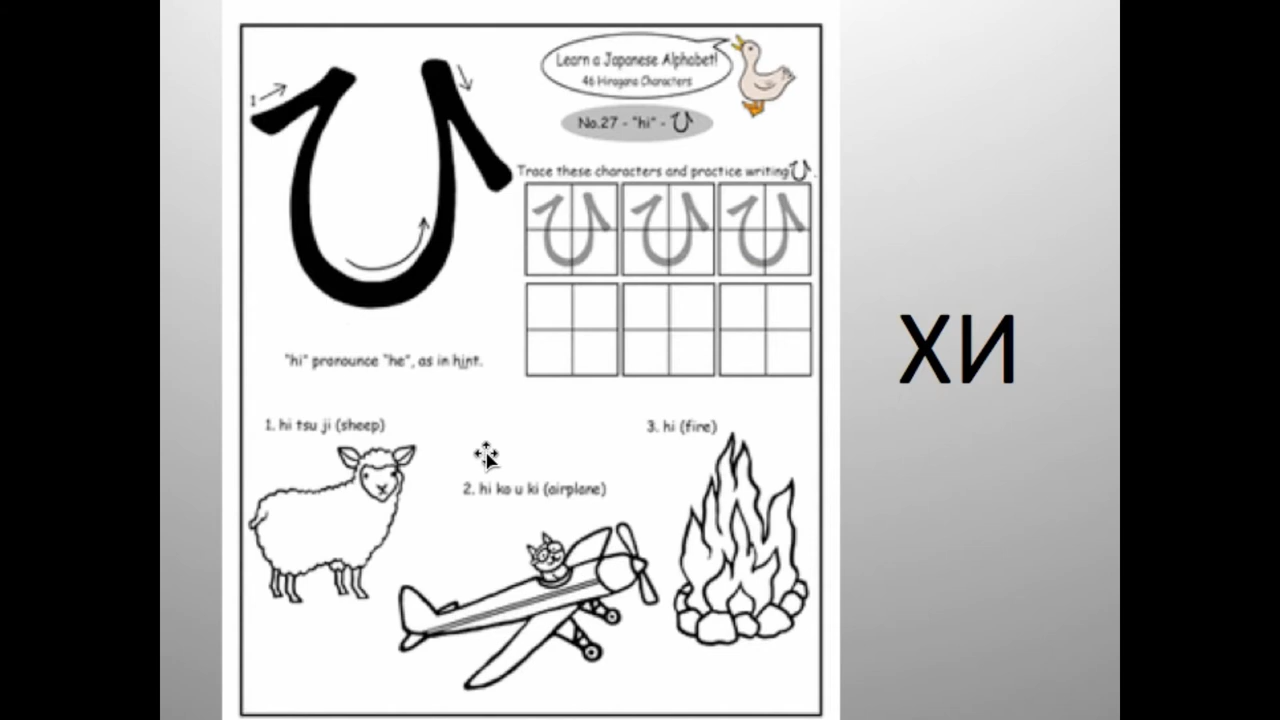 Learn a Japanese Alphabet!
46 Hiragana Characters
No.27 - "hi" - ひ
1
ひ
Trace these characters and practice writing ひ.
ひ ひ ひ
"hi" pronounce "he", as in hint.
ХИ
1. hi tsu ji (sheep)
3. hi (fire)
2. hi ko u ki (airplane)